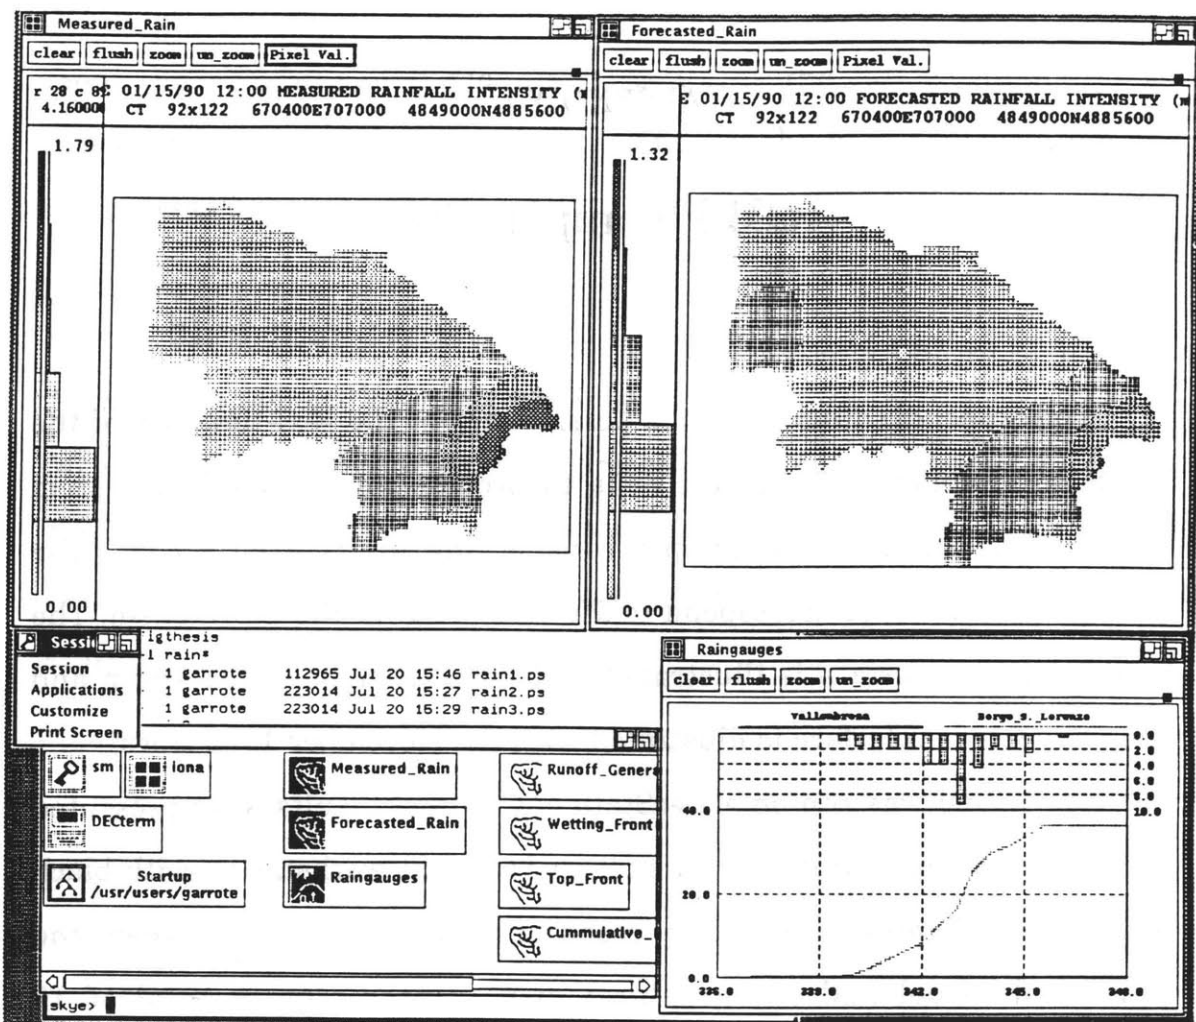 Measured_Rain
clear flush zoom un_zoom Pixel Val.
r 28 c 89
4.160000
E 01/15/90 12:00 MEASURED RAINFALL INTENSITY (m
CT 92x122 670400E707000 4849000N4885600
1.79
0.00
Forecasted_Rain
clear flush zoom un_zoom Pixel Val.
E 01/15/90 12:00 FORECASTED RAINFALL INTENSITY (m
CT 92x122 670400E707000 4849000N4885600
1.32
0.00
Sessi
Session
Applications
Customize
Print Screen
igthesis
l rain*
1 garrote 112965 Jul 20 15:46 rain1.ps
1 garrote 223014 Jul 20 15:27 rain2.ps
1 garrote 223014 Jul 20 15:29 rain3.ps
sm
iona
DECterm
Startup
/usr/users/garrote
Measured_Rain
Forecasted_Rain
Raingauges
Runoff_Genera
Wetting_Front
Top_Front
Cummulative_
skye>
Raingauges
clear flush zoom un_zoom
Vallombrosa Borgo_S._Lorenzo
0.0
2.0
4.0
6.0
8.0
10.0
40.0
20.0
0.0
336.0 339.0 342.0 345.0 348.0